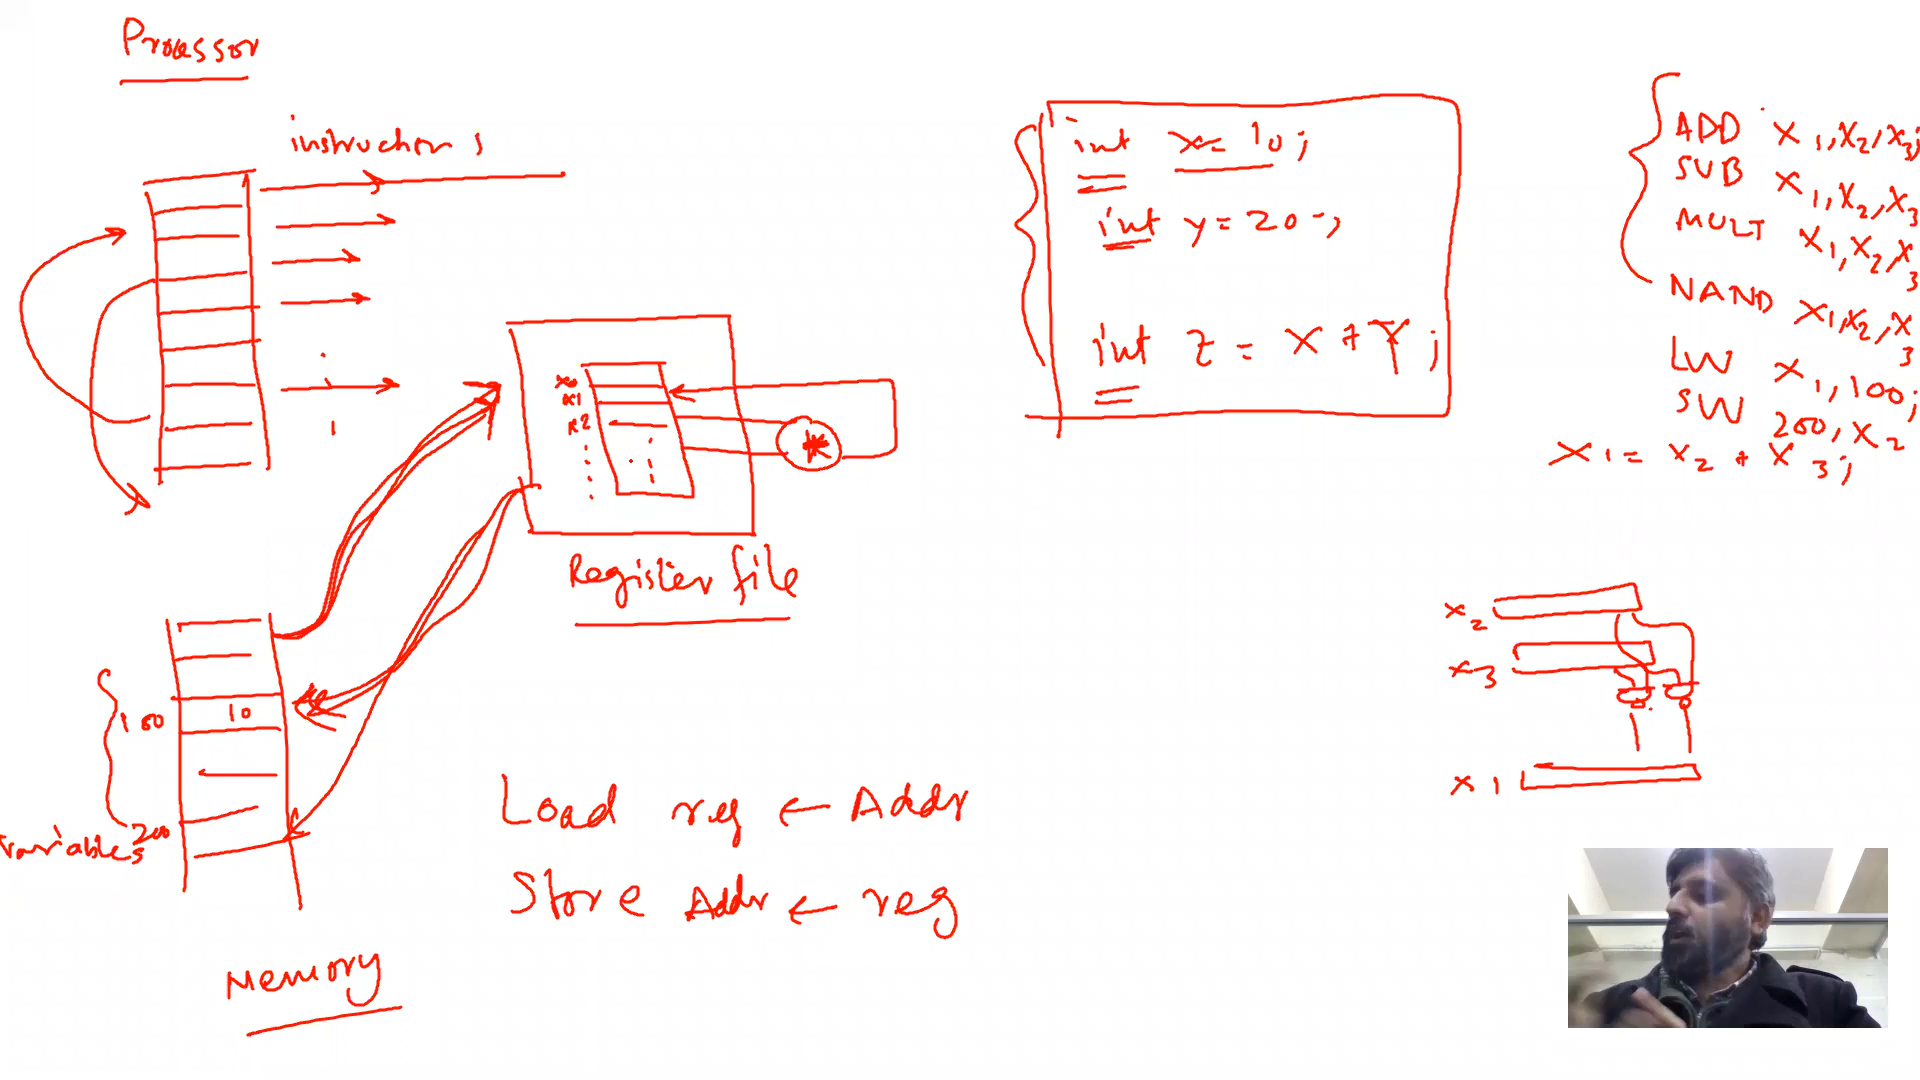 Processor
instructions
int x = 10;
int y = 20;
int z = X + Y;
ADD X1, X2, X3;
SUB X1, X2, X3
MULT X1, X2, X3
NAND X1, X2, X3
LW X1, 100;
SW 200, X2
X1 = X2 + X3;
x0
x1
x2
*
Register file
x2
x3
x1
100 10
200
variables
Load reg ← Addr
Store Addr ← reg
Memory